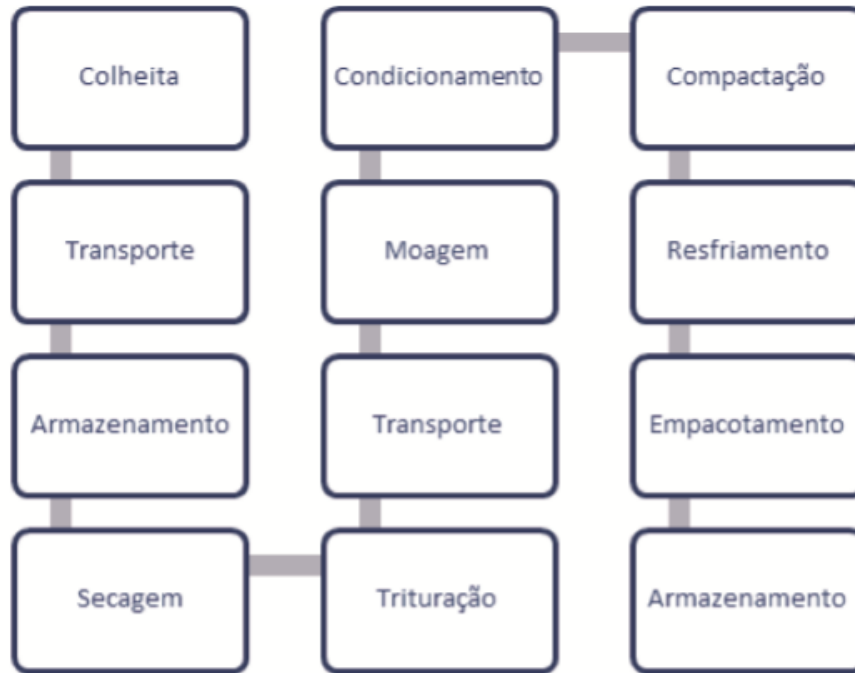 Colheita
Transporte
Armazenamento
Secagem
Trituração
Transporte
Moagem
Condicionamento
Compactação
Resfriamento
Empacotamento
Armazenamento